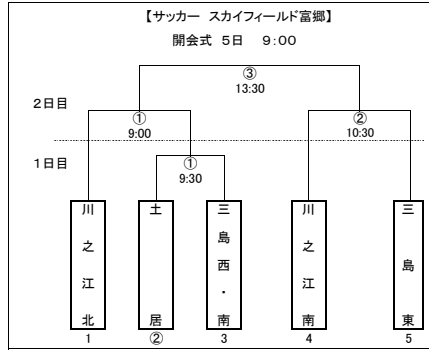 【サッカー スカイフィールド富郷】
開会式 5日 9:00
③
13:30
2日目
①
9:00
②
10:30
1日目
①
9:30
川之江北
土居
三島西・南
川之江南
三島東
1
②
3
4
5